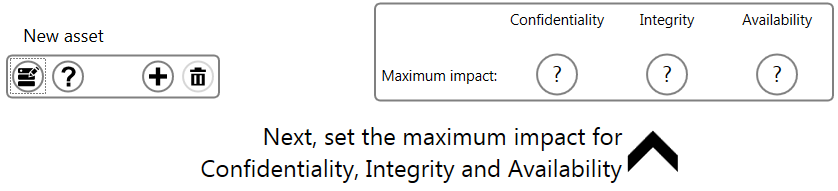 New asset
?
Confidentiality Integrity Availability
Maximum impact: ? ? ?
Next, set the maximum impact for
Confidentiality, Integrity and Availability